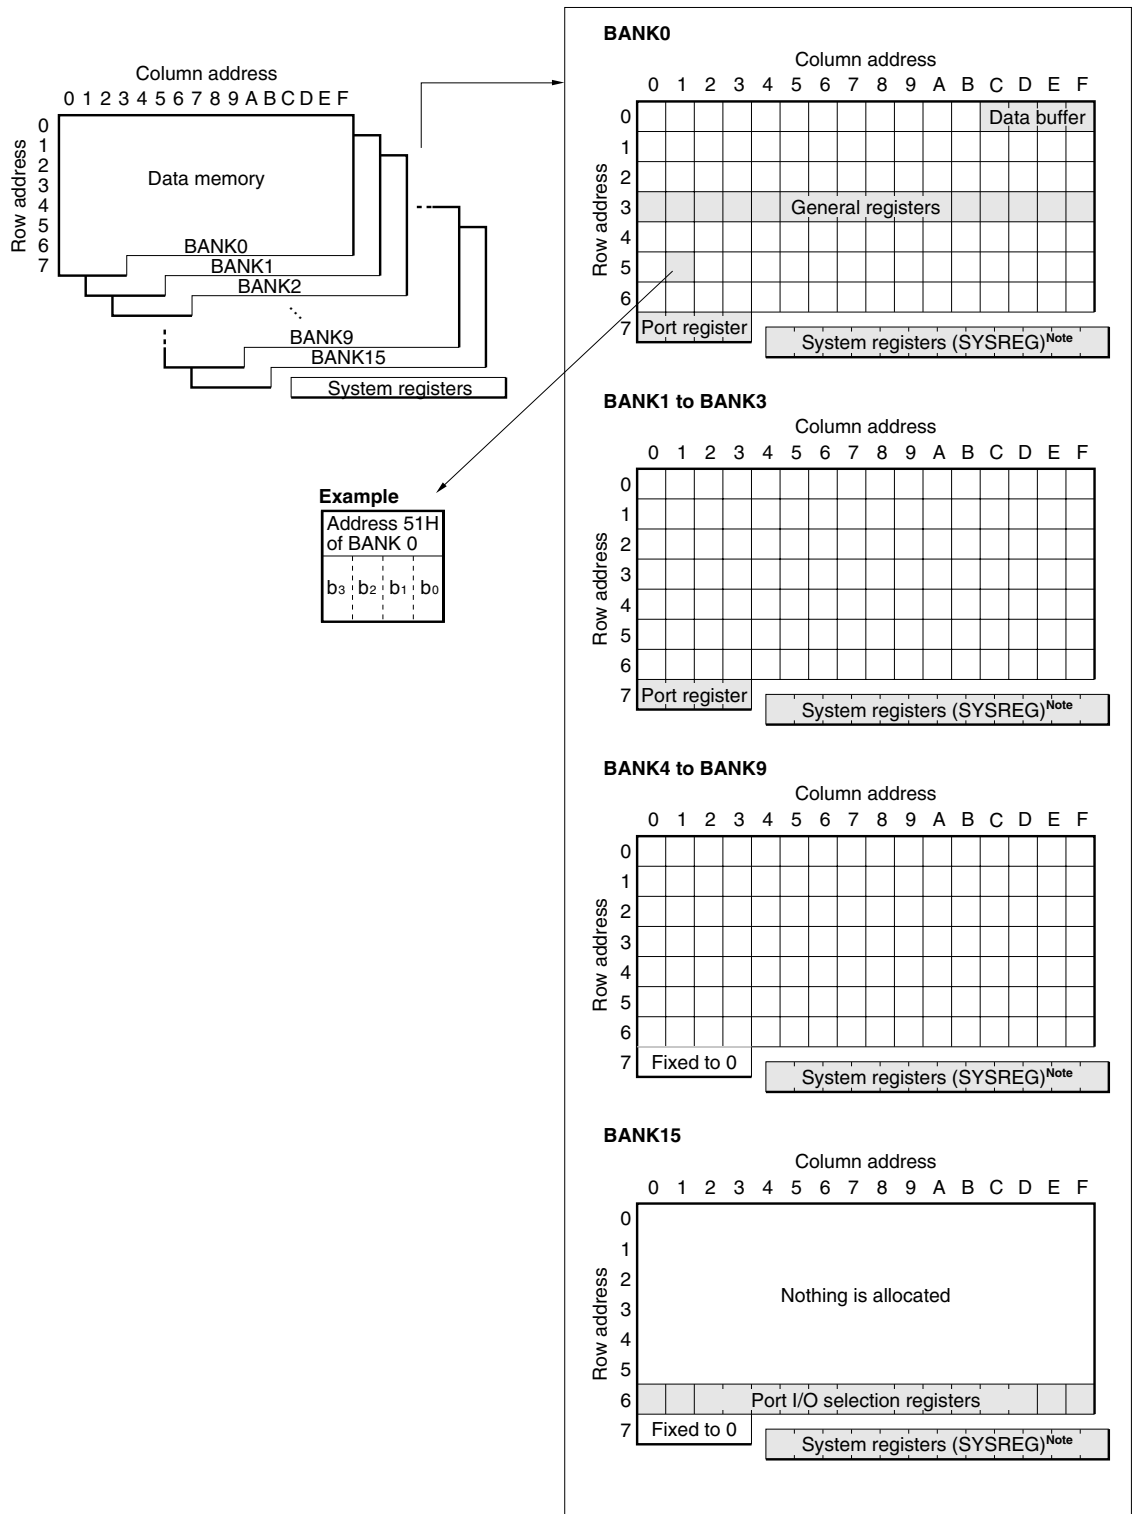 Column address
0 1 2 3 4 5 6 7 8 9 A B C D E F
Row address
0
1
2
3
4
5
6
7
Data memory
BANK0
BANK1
BANK2
BANK9
BANK15
System registers
Example
Address 51H
of BANK 0
b3 b2 b1 b0
BANK0
Column address
0 1 2 3 4 5 6 7 8 9 A B C D E F
Row address
0 Data buffer
1
2
3 General registers
4
5
6
7 Port register System registers (SYSREG)Note
BANK1 to BANK3
Column address
0 1 2 3 4 5 6 7 8 9 A B C D E F
Row address
0
1
2
3
4
5
6
7 Port register System registers (SYSREG)Note
BANK4 to BANK9
Column address
0 1 2 3 4 5 6 7 8 9 A B C D E F
Row address
0
1
2
3
4
5
6
7 Fixed to 0 System registers (SYSREG)Note
BANK15
Column address
0 1 2 3 4 5 6 7 8 9 A B C D E F
Row address
0
1
2
Nothing is allocated
3
4
5
6 Port I/O selection registers
7 Fixed to 0 System registers (SYSREG)Note